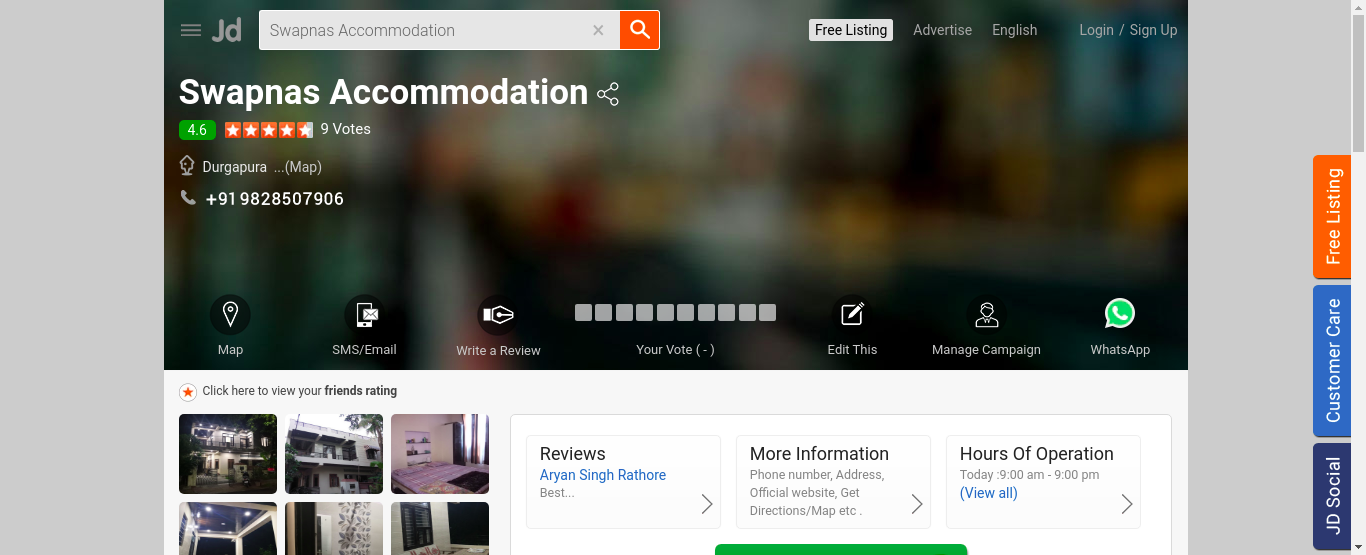 Jd
Swapnas Accommodation
Free Listing
Advertise
English
Login / Sign Up
Swapnas Accommodation
4.6
9 Votes
Durgapura ...(Map)
+919828507906
Map
SMS/Email
Write a Review
Your Vote ( - )
Edit This
Manage Campaign
WhatsApp
Click here to view your friends rating
Reviews
Aryan Singh Rathore
Best...
More Information
Phone number, Address,
Official website, Get
Directions/Map etc .
Hours Of Operation
Today :9:00 am - 9:00 pm
(View all)
Free Listing
Customer Care
JD Social